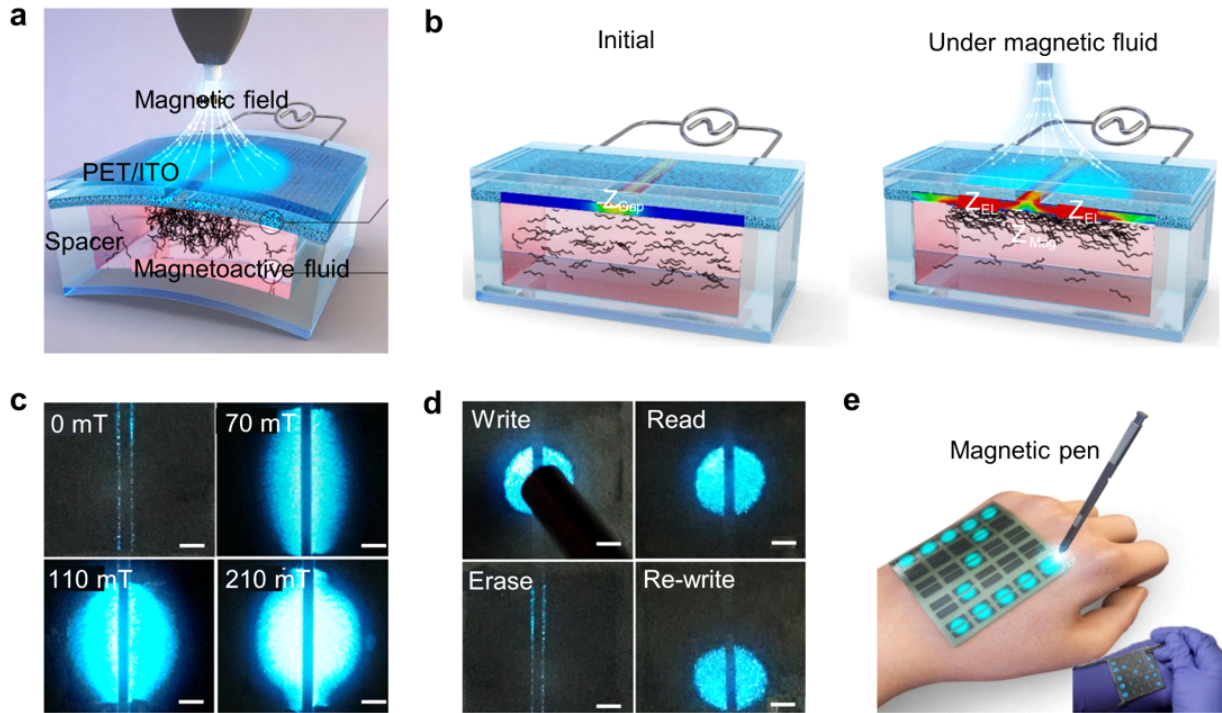 a
Magnetic field
PET/ITO
Spacer
Magnetoactive fluid
b
Initial
Under magnetic fluid
Z Gap
Z EL
Z EL
Z Mag.
c
0 mT
70 mT
110 mT
210 mT
d
Write
Read
Erase
Re-write
e
Magnetic pen